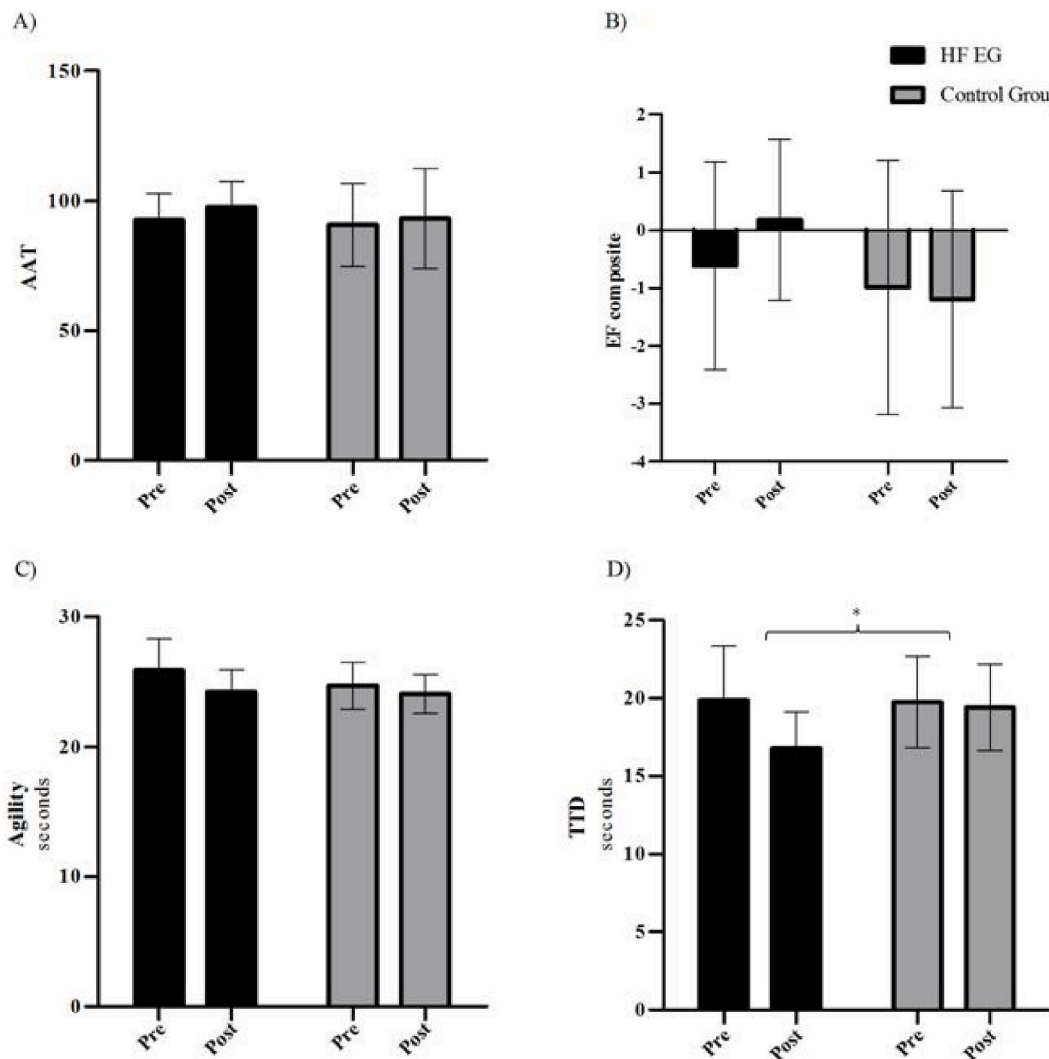 A)
150
100
50
0
AAT
Pre
Post
Pre
Post
B)
HF EG
Control Grou
2
1
0
-1
-2
-3
-4
EF composite
Pre
Post
Pre
Post
C)
30
20
10
0
Agility
seconds
Pre
Post
Pre
Post
D)
*
25
20
15
10
5
0
TTD
seconds
Pre
Post
Pre
Post